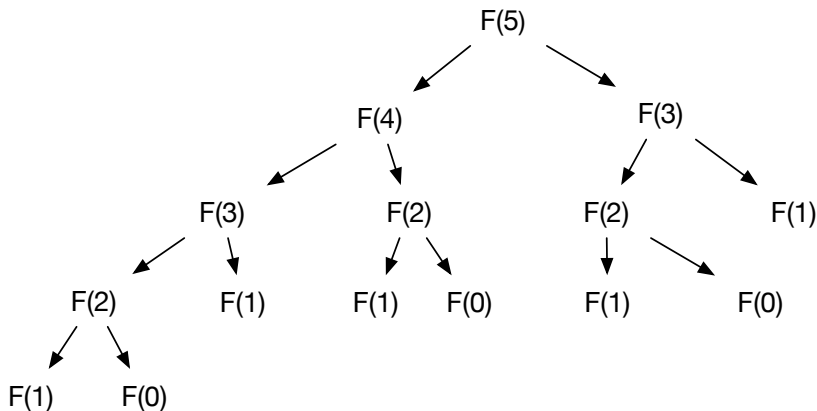 F(5)
F(4) F(3)
F(3) F(2) F(2) F(1)
F(2) F(1) F(1) F(0) F(1) F(0)
F(1) F(0)